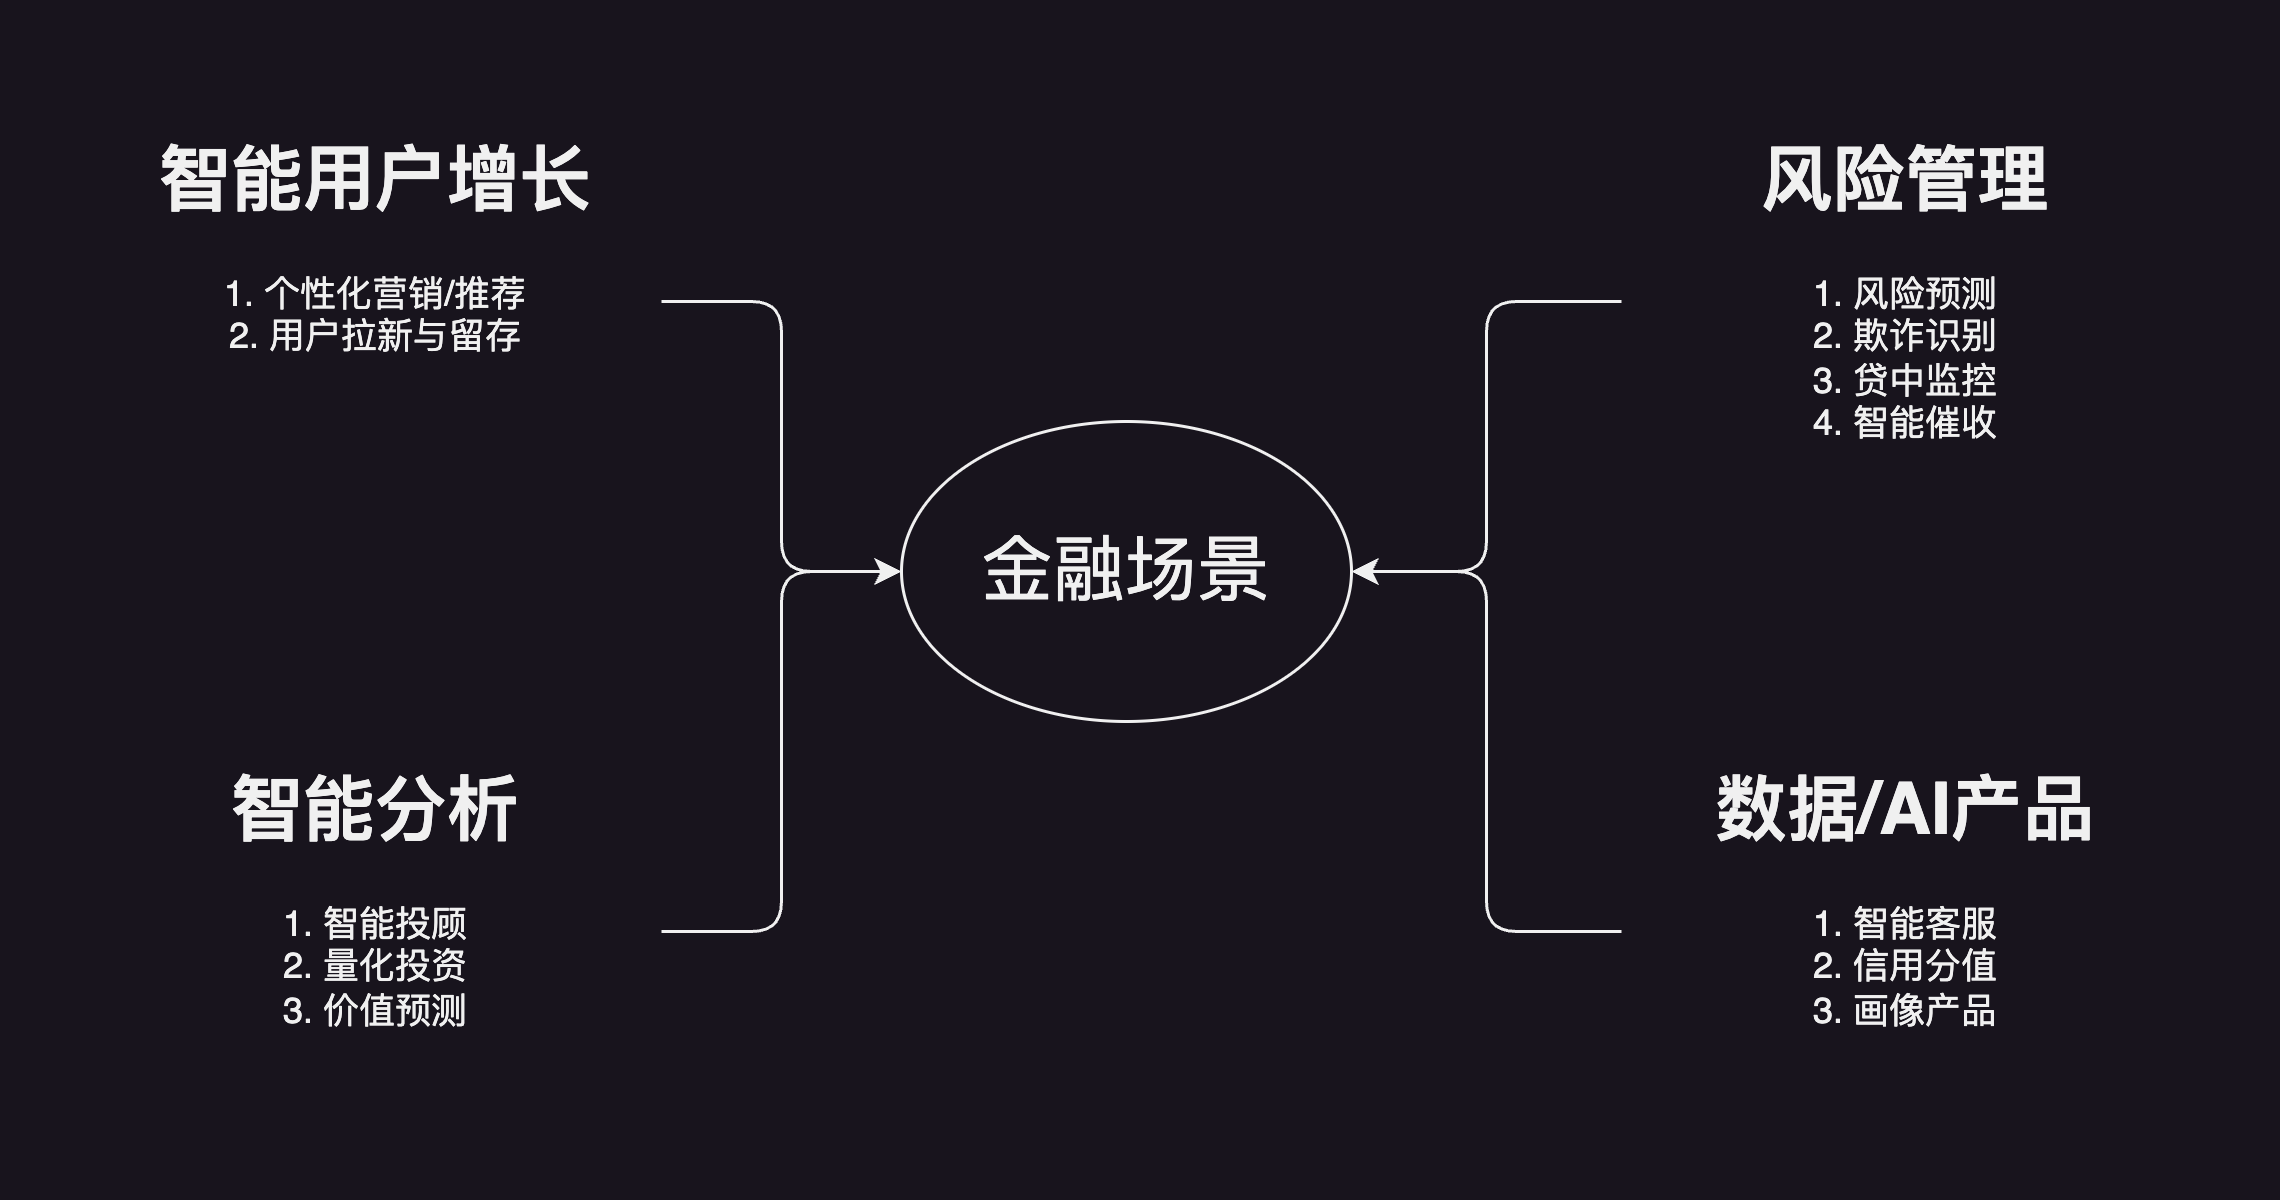 智能用户增长
1. 个性化营销/推荐
2. 用户拉新与留存
风险管理
1. 风险预测
2. 欺诈识别
3. 贷中监控
4. 智能催收
金融场景
智能分析
1. 智能投顾
2. 量化投资
3. 价值预测
数据/AI产品
1. 智能客服
2. 信用分值
3. 画像产品